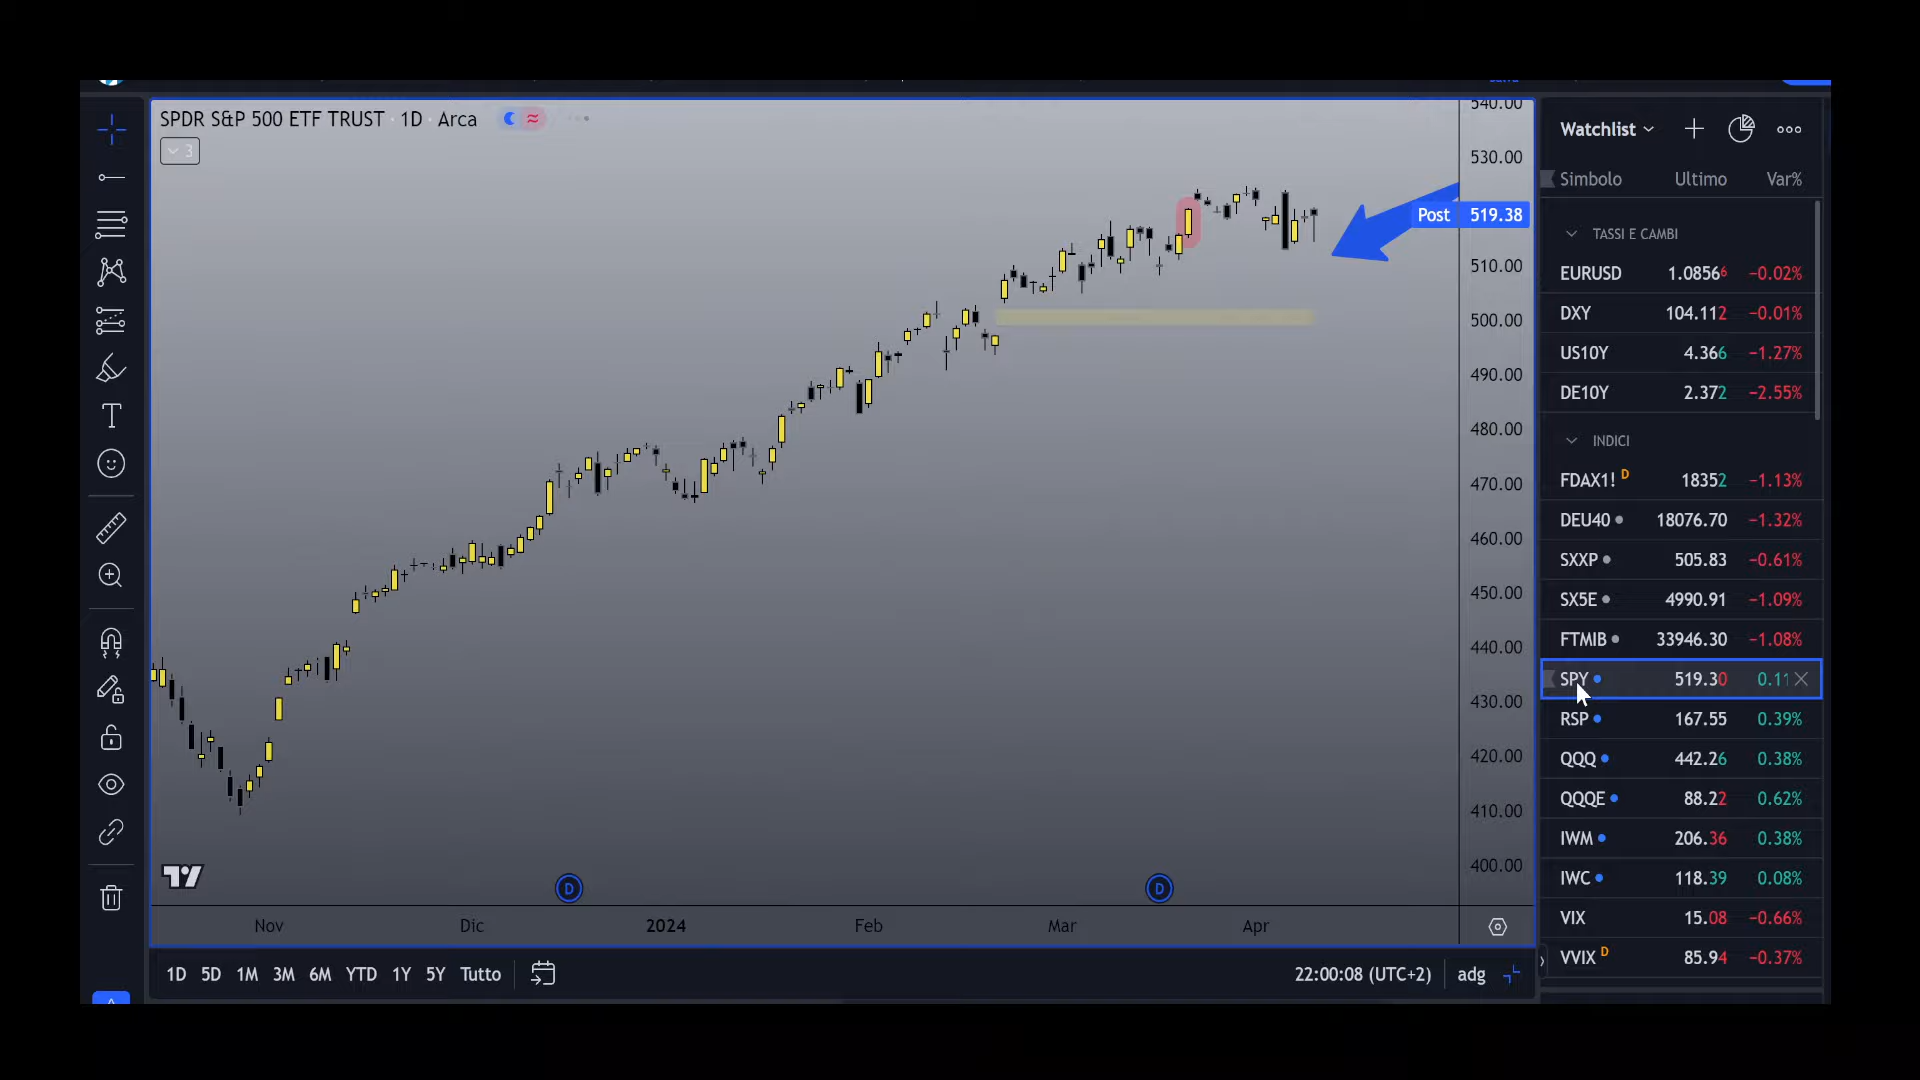 SPDR S&P 500 ETF TRUST · 1D · Arca
3
540.00
530.00
Post 519.38
510.00
500.00
490.00
480.00
470.00
460.00
450.00
440.00
430.00
420.00
410.00
400.00
D
D
Nov Dic 2024 Feb Mar Apr
1D 5D 1M 3M 6M YTD 1Y 5Y Tutto
22:00:08 (UTC+2) adg
Watchlist
Simbolo Ultimo Var%
TASSI E CAMBI
EURUSD 1.08566 −0.02%
DXY 104.112 −0.01%
US10Y 4.366 −1.27%
DE10Y 2.372 −2.55%
INDICI
FDAX1! D 18352 −1.13%
DEU40 18076.70 −1.32%
SXXP 505.83 −0.61%
SX5E 4990.91 −1.09%
FTMIB 33946.30 −1.08%
SPY 519.30 0.11
RSP 167.55 0.39%
QQQ 442.26 0.38%
QQQE 88.22 0.62%
IWM 206.36 0.38%
IWC 118.39 0.08%
VIX 15.08 −0.66%
VVIX D 85.94 −0.37%